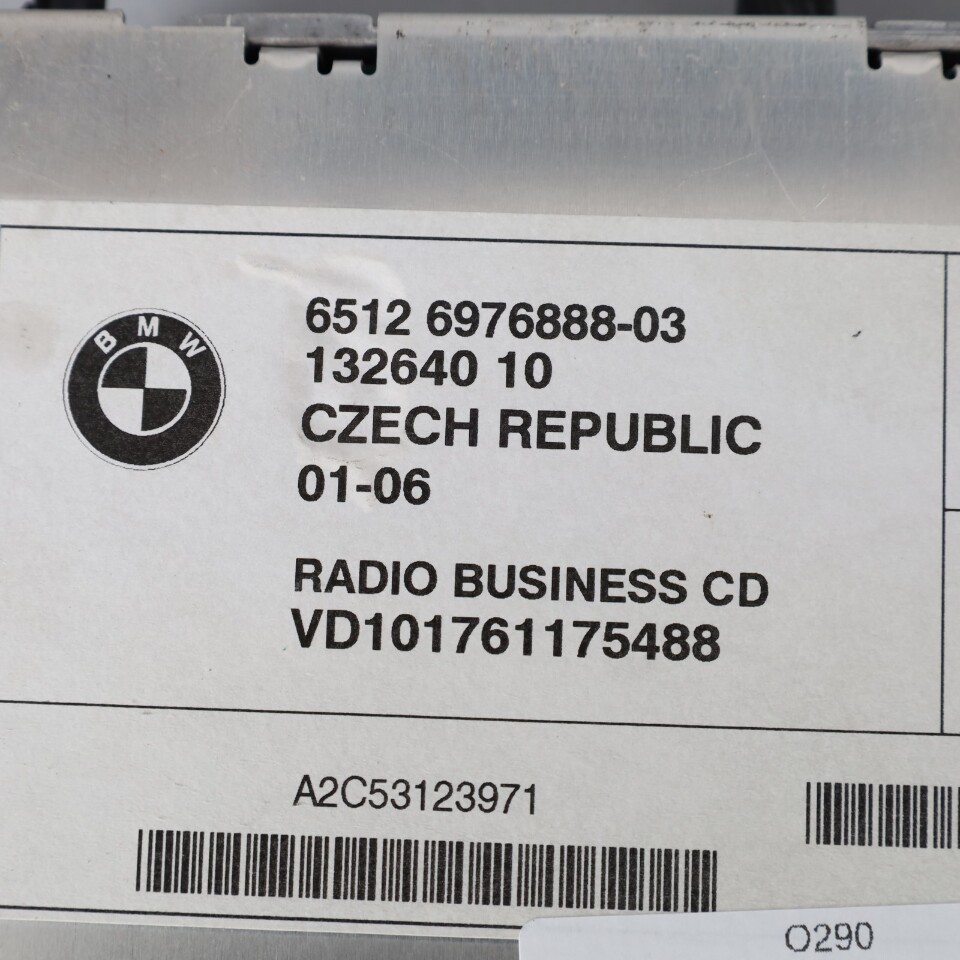 BMW
6512 6976888-03
132640 10
CZECH REPUBLIC
01-06
RADIO BUSINESS CD
VD101761175488
A2C53123971
O290